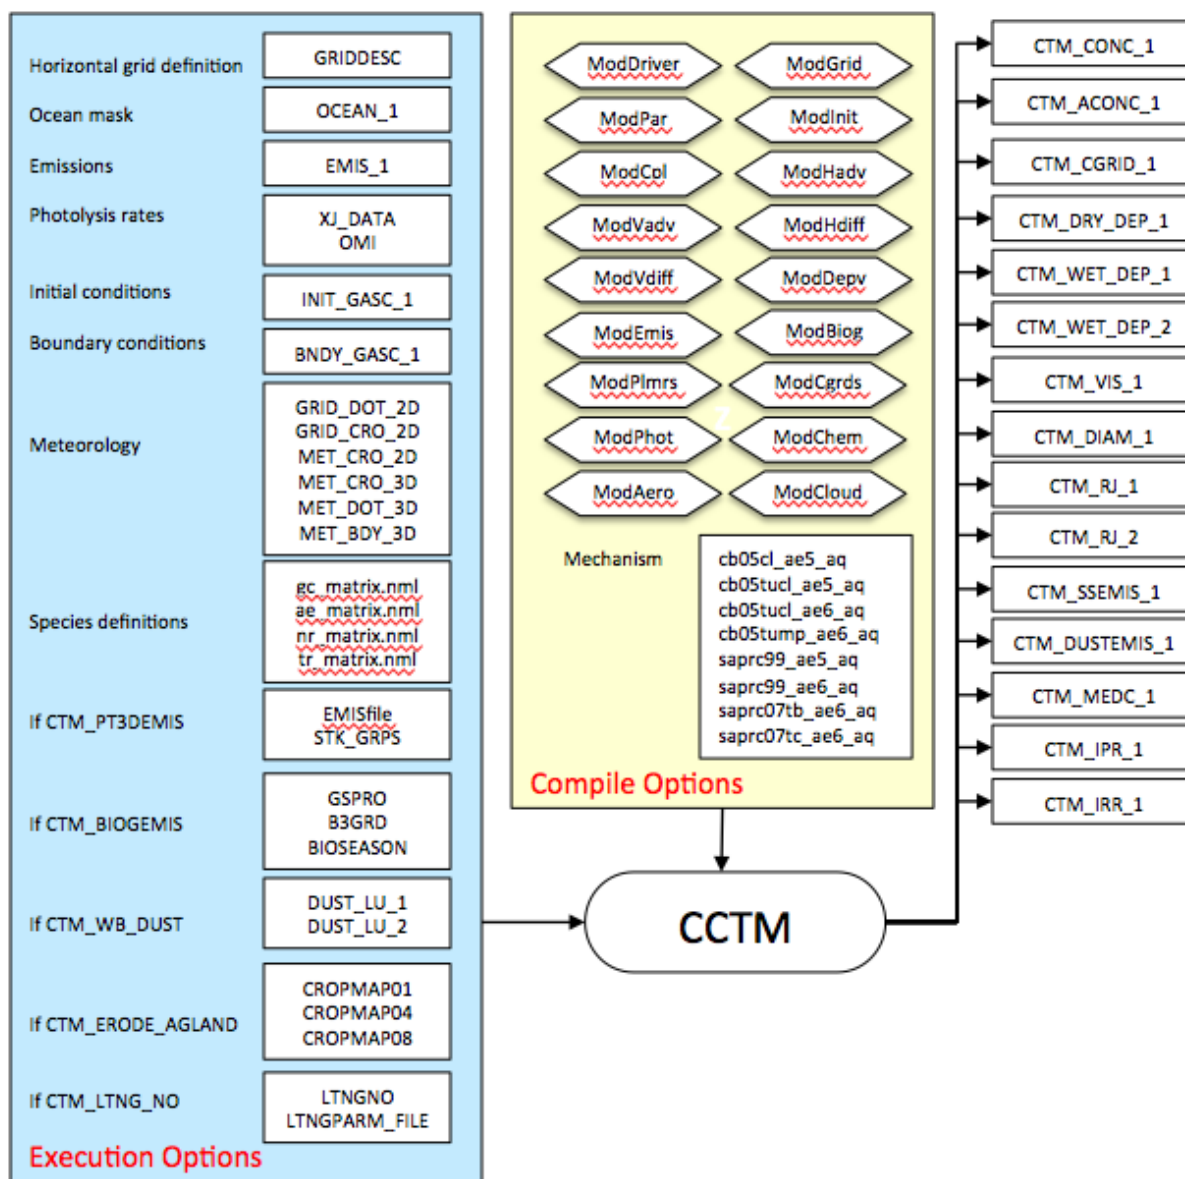 Horizontal grid definition
GRIDDESC
Ocean mask
OCEAN_1
Emissions
EMIS_1
Photolysis rates
XJ_DATA
OMI
Initial conditions
INIT_GASC_1
Boundary conditions
BNDY_GASC_1
Meteorology
GRID_DOT_2D
GRID_CRO_2D
MET_CRO_2D
MET_CRO_3D
MET_DOT_3D
MET_BDY_3D
Species definitions
gc_matrix.nml
ae_matrix.nml
nr_matrix.nml
tr_matrix.nml
If CTM_PT3DEMIS
EMISfile
STK_GRPS
If CTM_BIOGEMIS
GSPRO
B3GRD
BIOSEASON
If CTM_WB_DUST
DUST_LU_1
DUST_LU_2
If CTM_ERODE_AGLAND
CROPMAP01
CROPMAP04
CROPMAP08
If CTM_LTNG_NO
LTNGNO
LTNGPARM_FILE
Execution Options
ModDriver
ModGrid
ModPar
ModInit
ModCpl
ModHadv
ModVadv
ModHdiff
ModVdiff
ModDepv
ModEmis
ModBiog
ModPlmrs
ModCgrds
Z
ModPhot
ModChem
ModAero
ModCloud
Mechanism
cb05cl_ae5_aq
cb05tucl_ae5_aq
cb05tucl_ae6_aq
cb05tump_ae6_aq
saprc99_ae5_aq
saprc99_ae6_aq
saprc07tb_ae6_aq
saprc07tc_ae6_aq
Compile Options
CCTM
CTM_CONC_1
CTM_ACONC_1
CTM_CGRID_1
CTM_DRY_DEP_1
CTM_WET_DEP_1
CTM_WET_DEP_2
CTM_VIS_1
CTM_DIAM_1
CTM_RJ_1
CTM_RJ_2
CTM_SSEMIS_1
CTM_DUSTEMIS_1
CTM_MEDC_1
CTM_IPR_1
CTM_IRR_1